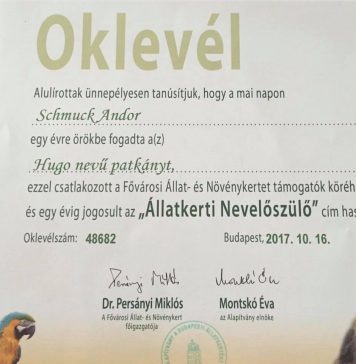 Oklevél
Alulírottak ünnepélyesen tanúsítjuk, hogy a mai napon
Schmuck Andor
egy évre örökbe fogadta a(z)
Hugo nevű patkányt,
ezzel csatlakozott a Fővárosi Állat- és Növénykertet támogatók köréh
és egy évig jogosult az „Állatkerti Nevelőszülő” cím has
Oklevélszám: 48682 Budapest, 2017. 10. 16.
Dr. Persányi Miklós Montskó Éva
A Fővárosi Állat- és Növénykert az Alapítvány elnöke
főigazgatója